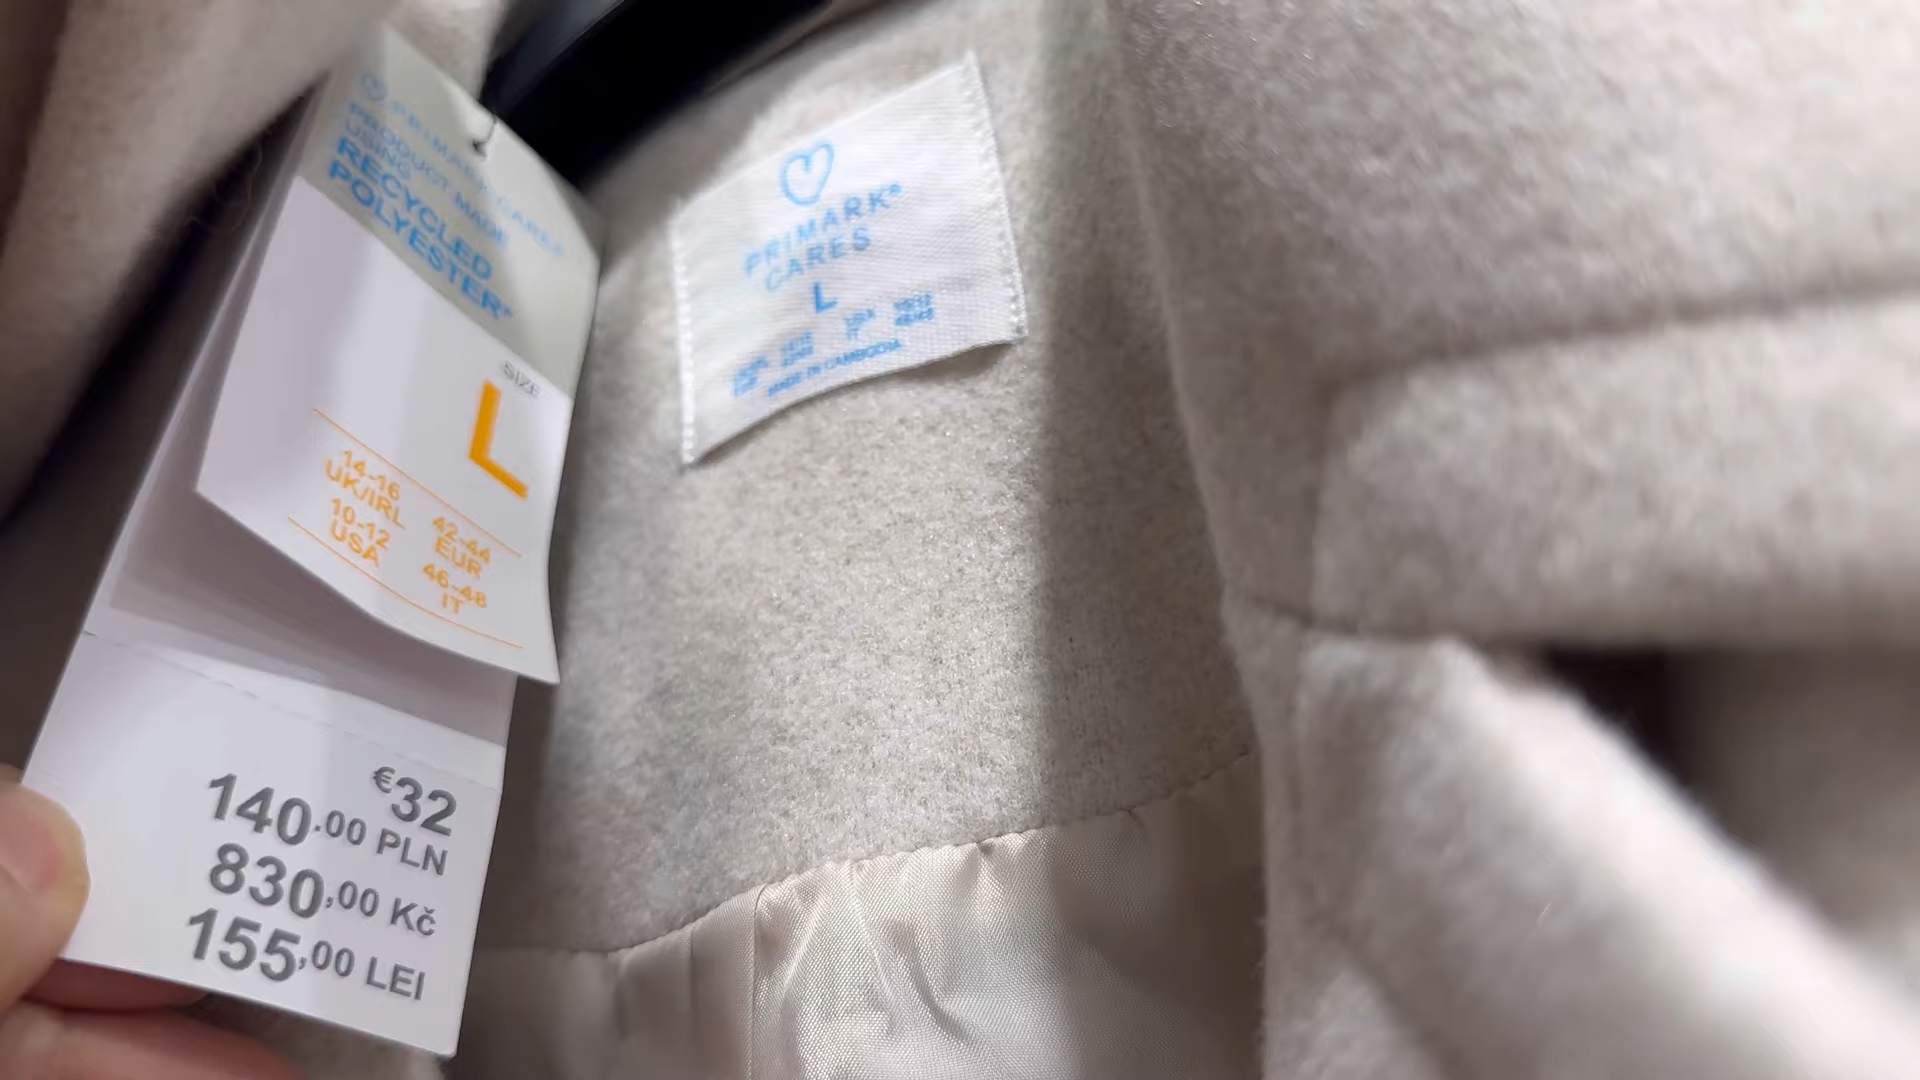 PRIMARK CARES
PRODUCT MADE
USING
RECYCLED
POLYESTER*
SIZE
L
14-16
UK/IRL
42-44
EUR
10-12
USA
46-48
IT
€32
140.00 PLN
830,00 Kč
155,00 LEI
PRIMARK®
CARES
L
MADE IN CAMBODIA